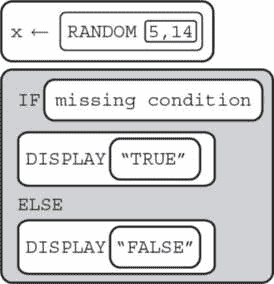 x ← RANDOM 5,14
IF missing condition
DISPLAY “TRUE”
ELSE
DISPLAY “FALSE”